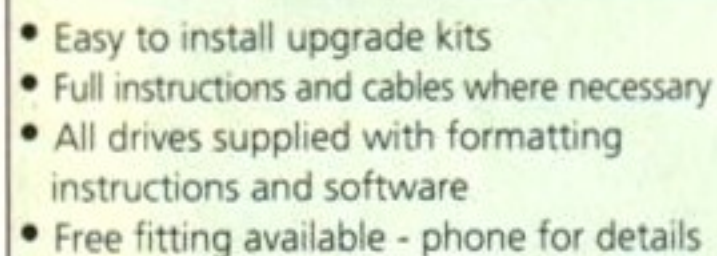 • Easy to install upgrade kits
• Full instructions and cables where necessary
• All drives supplied with formatting
instructions and software
• Free fitting available - phone for details